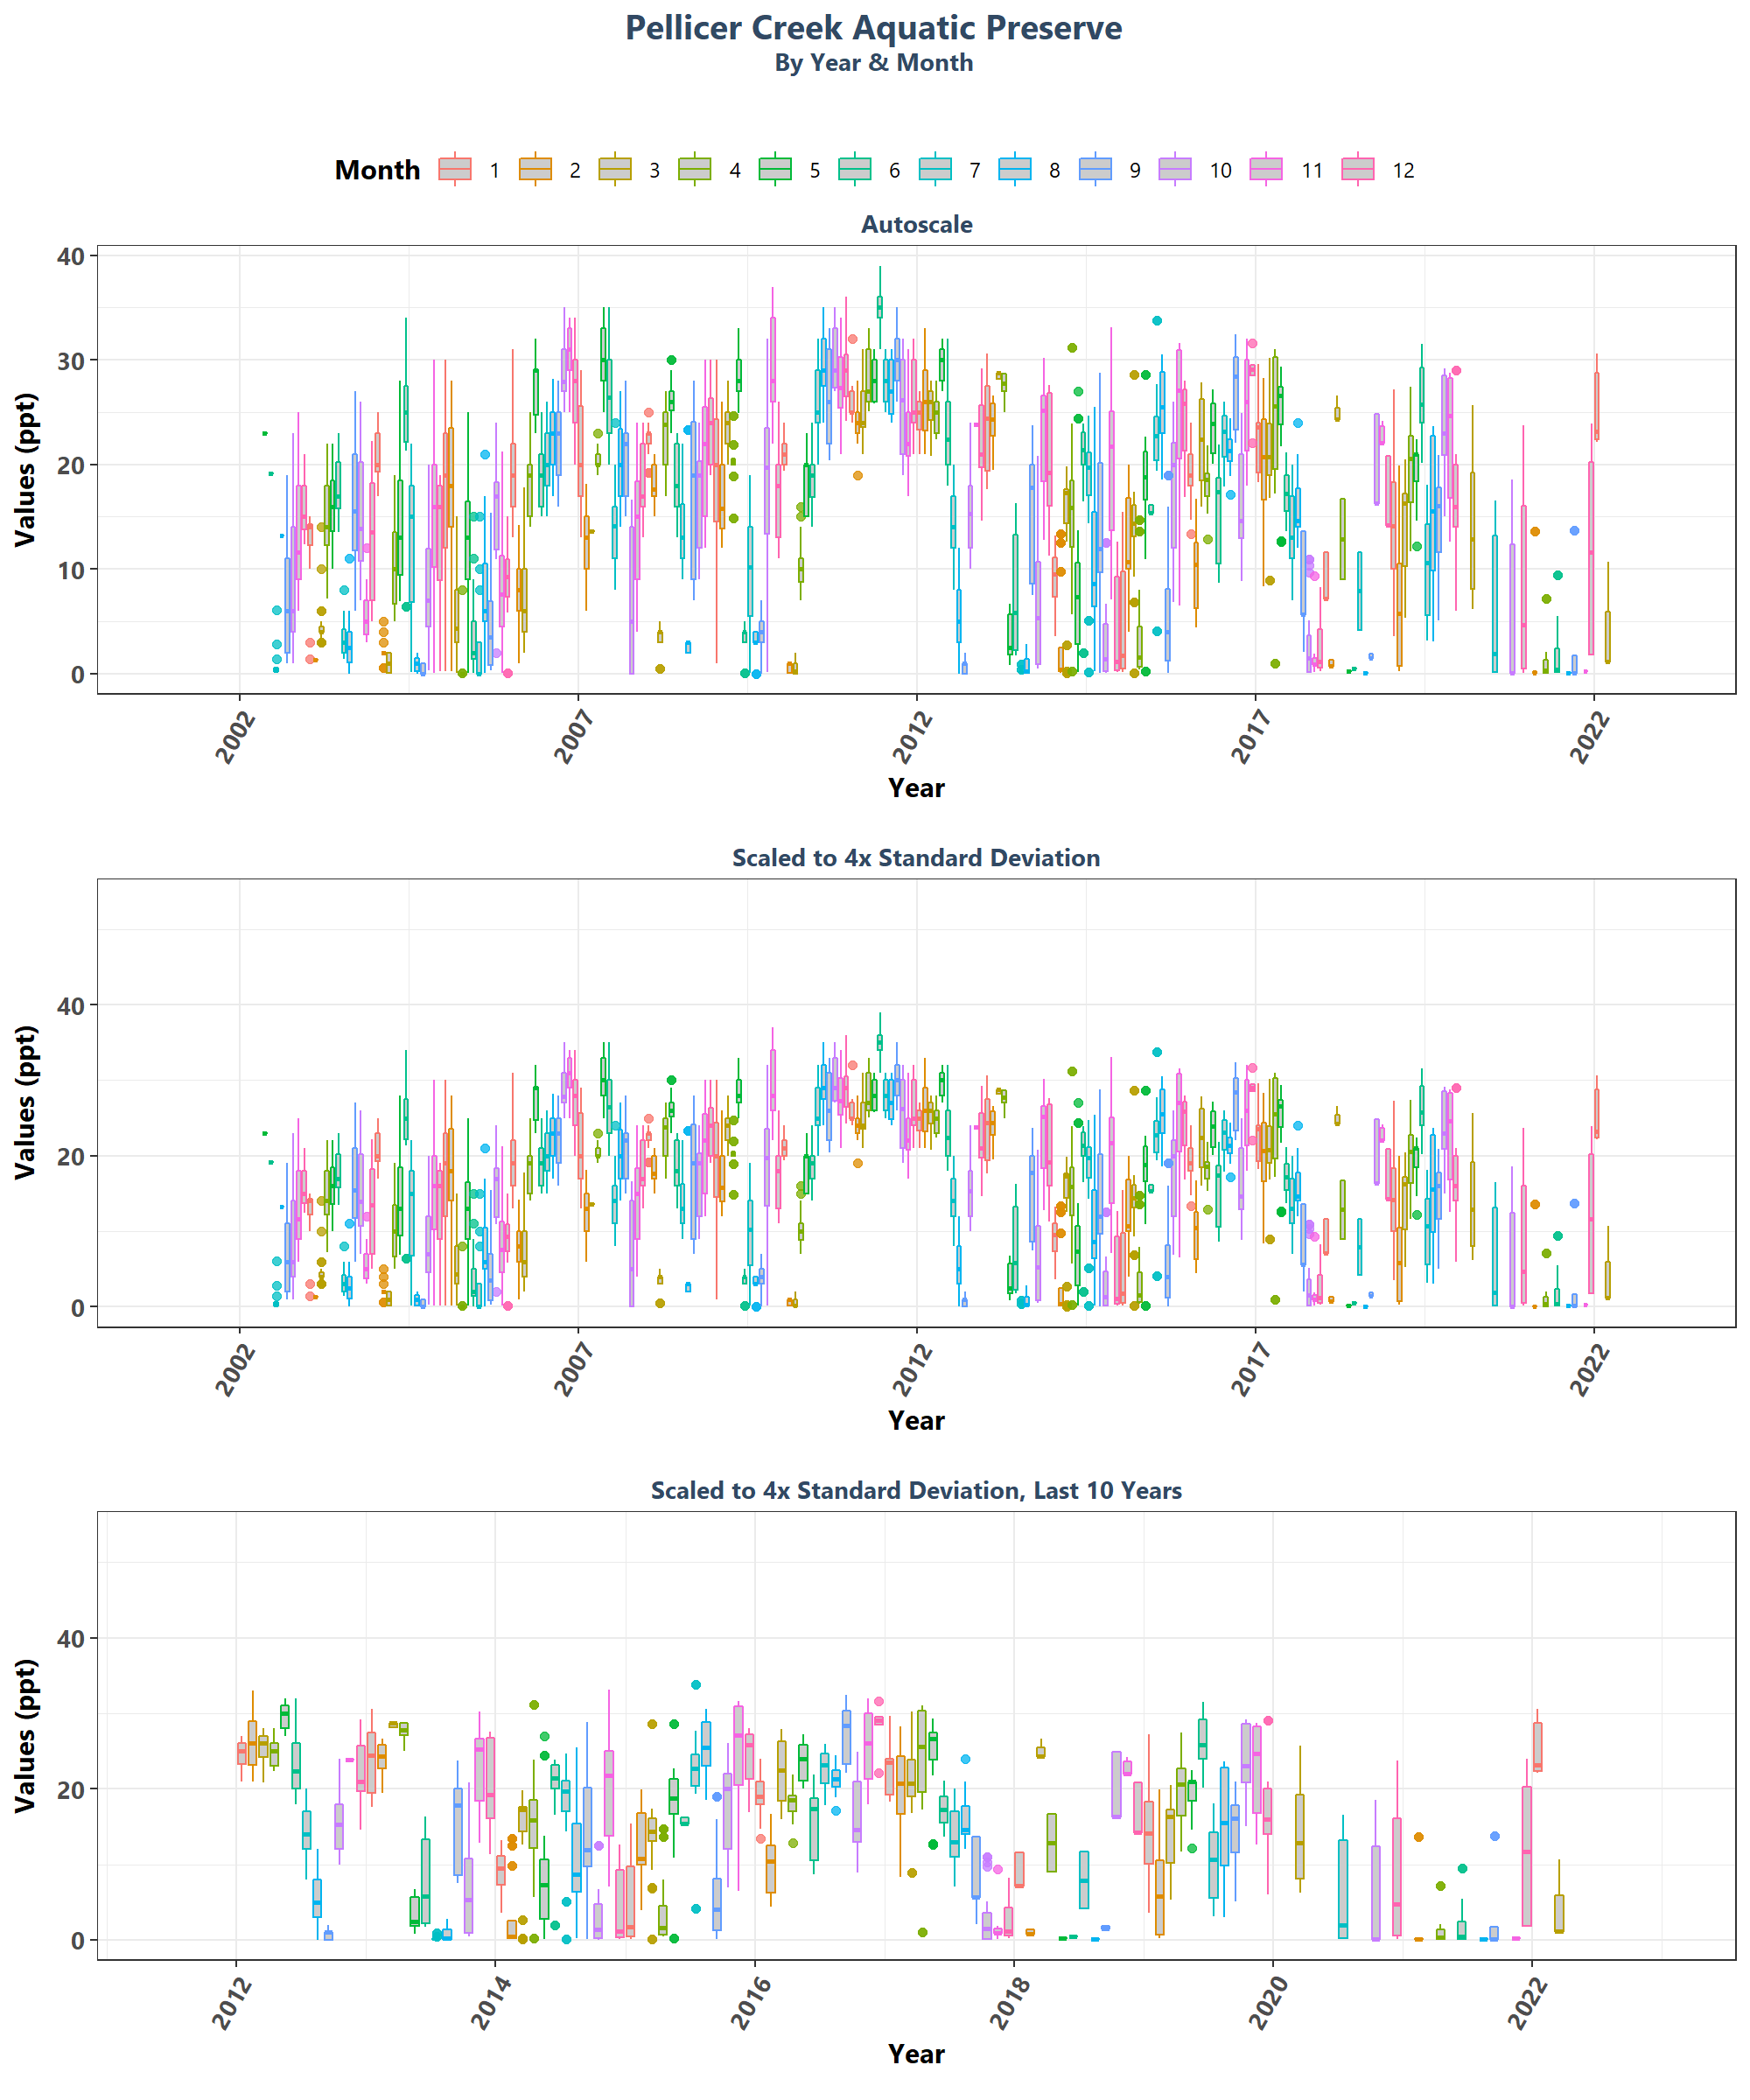 Pellicer Creek Aquatic Preserve
By Year & Month
Month 1 2 3 4 5 6 7 8 9 10 11 12
Autoscale
Values (ppt)
40
30
20
10
0
2002 2007 2012 2017 2022
Year
Scaled to 4x Standard Deviation
Values (ppt)
40
20
0
2002 2007 2012 2017 2022
Year
Scaled to 4x Standard Deviation, Last 10 Years
Values (ppt)
40
20
0
2012 2014 2016 2018 2020 2022
Year